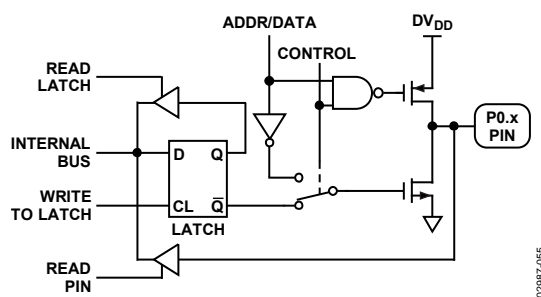 ADDR/DATA
DVDD
CONTROL
READ
LATCH
P0.x
PIN
INTERNAL
BUS
D Q
WRITE
TO LATCH
CL Q̅
LATCH
READ
PIN
02987-055